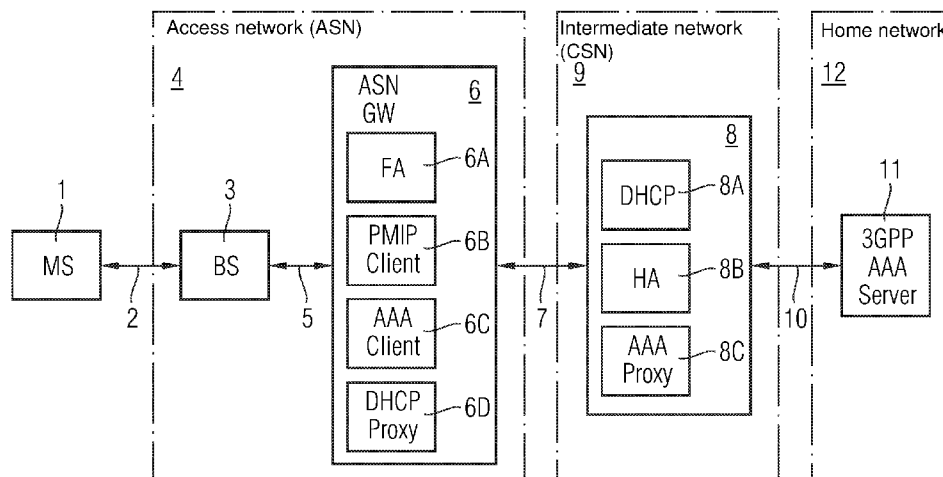 Access network (ASN)
Intermediate network
(CSN)
Home network
4
9
12
ASN
GW
6
8
FA
6A
DHCP
8A
11
1
3
MS
BS
PMIP
Client
6B
HA
8B
3GPP
AAA
Server
2
5
7
10
AAA
Client
6C
AAA
Proxy
8C
DHCP
Proxy
6D